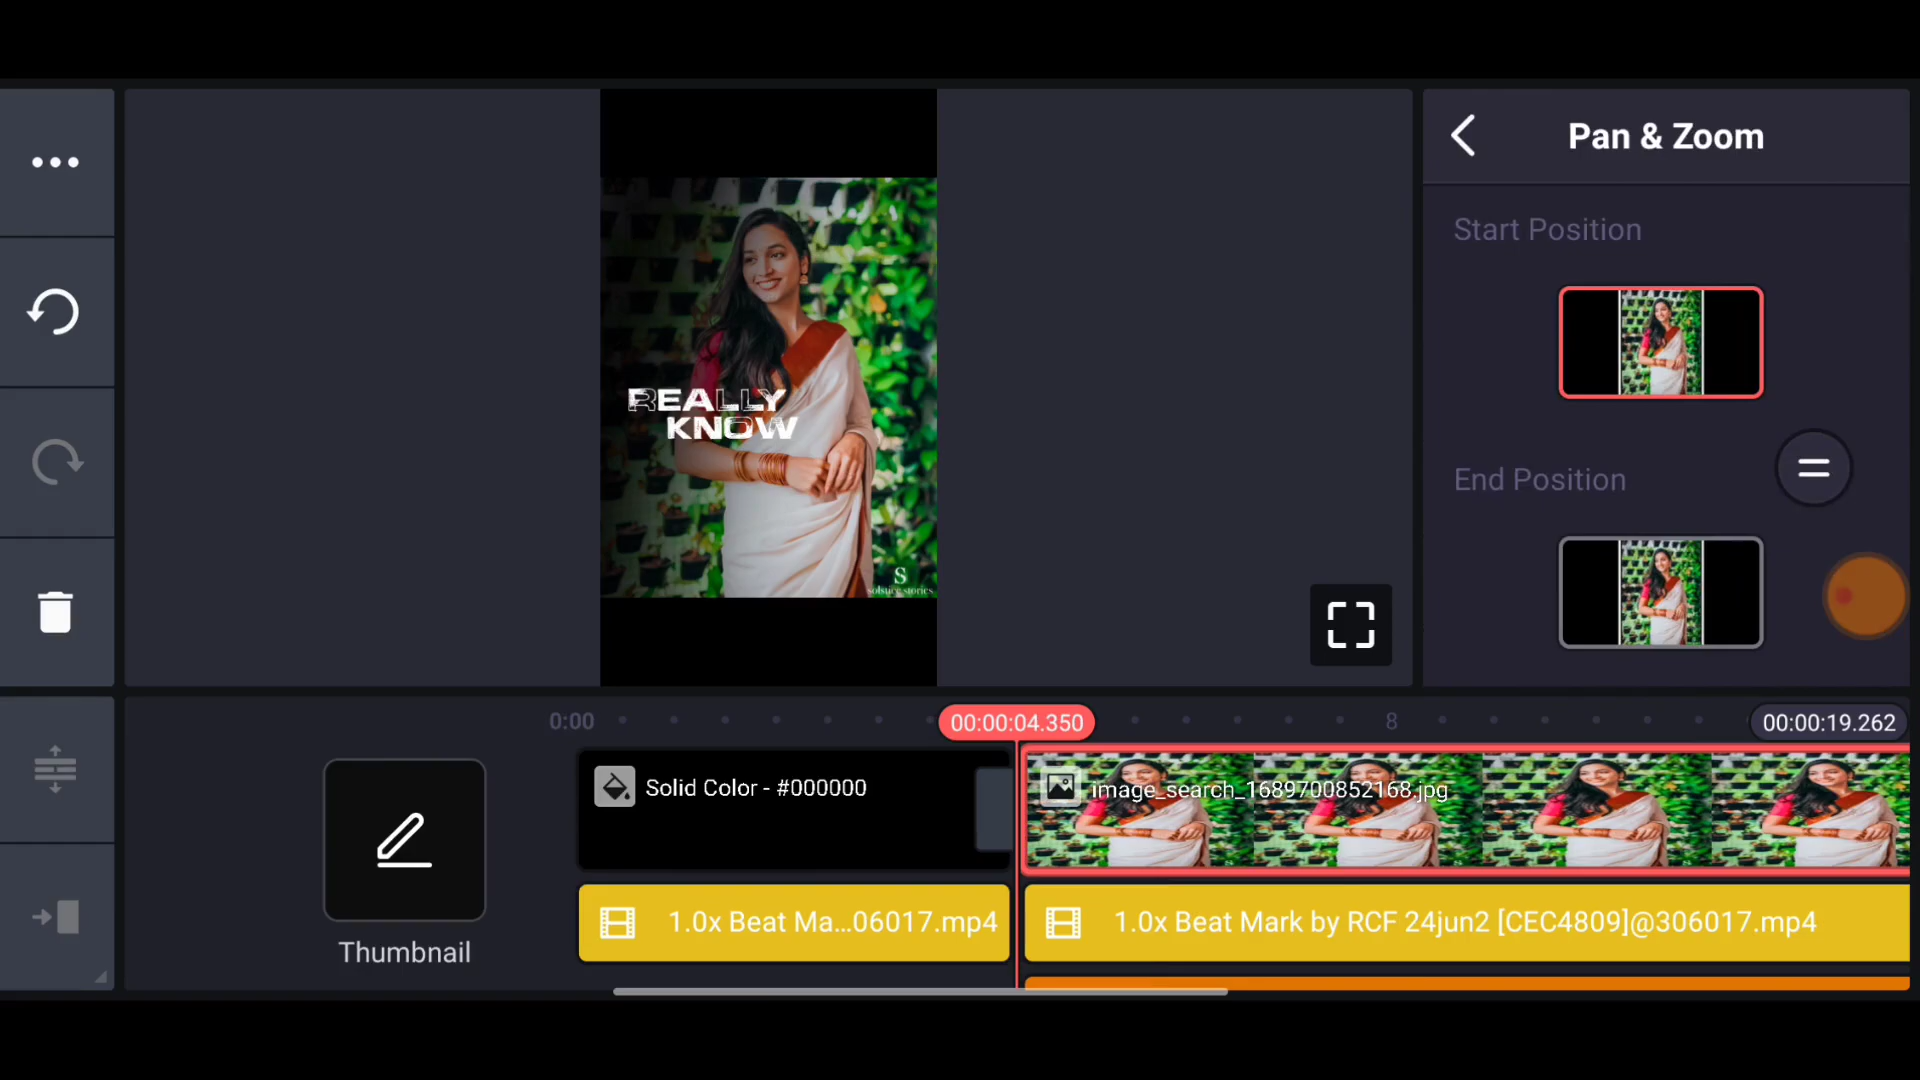 Pan & Zoom
Start Position
End Position
REALLY
KNOW
S
solstice stories
0:00
00:00:04.350
8
00:00:19.262
Solid Color - #000000
image_search_1689700852168.jpg
1.0x Beat Ma...06017.mp4
1.0x Beat Mark by RCF 24jun2 [CEC4809]@306017.mp4
Thumbnail